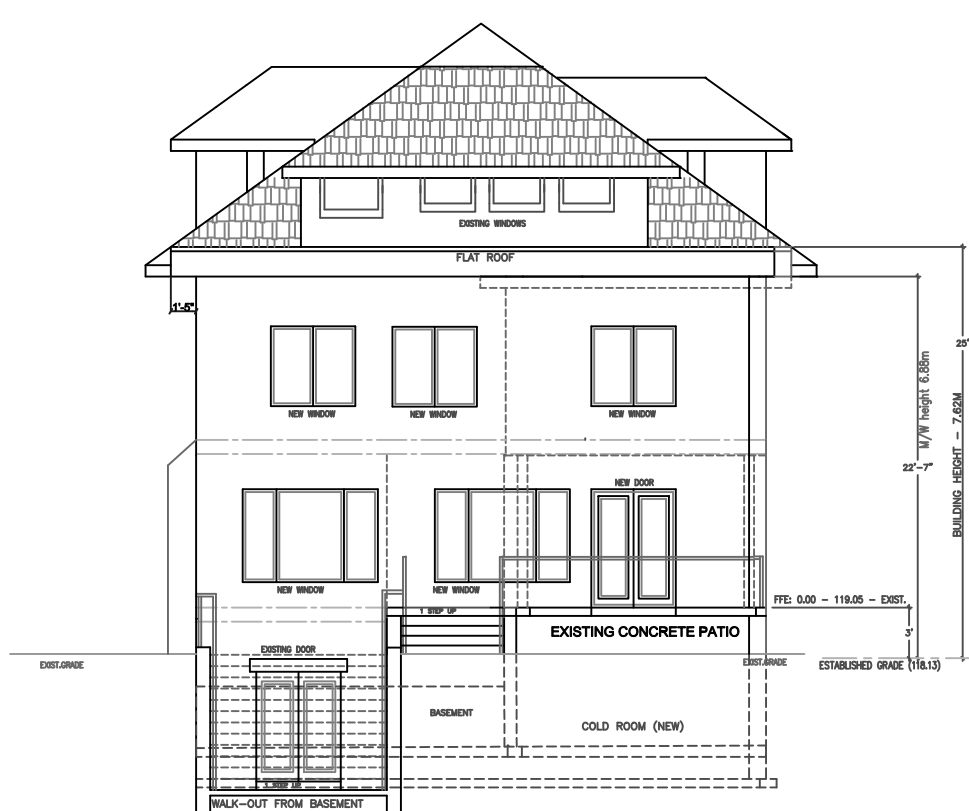 EXISTING WINDOWS
FLAT ROOF
1'-5"
25'
M/W height 6.88m
BUILDING HEIGHT - 7.62M
NEW WINDOW
NEW WINDOW
NEW WINDOW
22'-7"
NEW DOOR
NEW WINDOW
NEW WINDOW
FFE: 0.00 - 119.05 - EXIST.
1 STEP UP
EXISTING CONCRETE PATIO
3'
EXISTING DOOR
EXIST.GRADE
EXIST.GRADE
ESTABLISHED GRADE (118.13)
BASEMENT
COLD ROOM (NEW)
1 STEP UP
WALK-OUT FROM BASEMENT